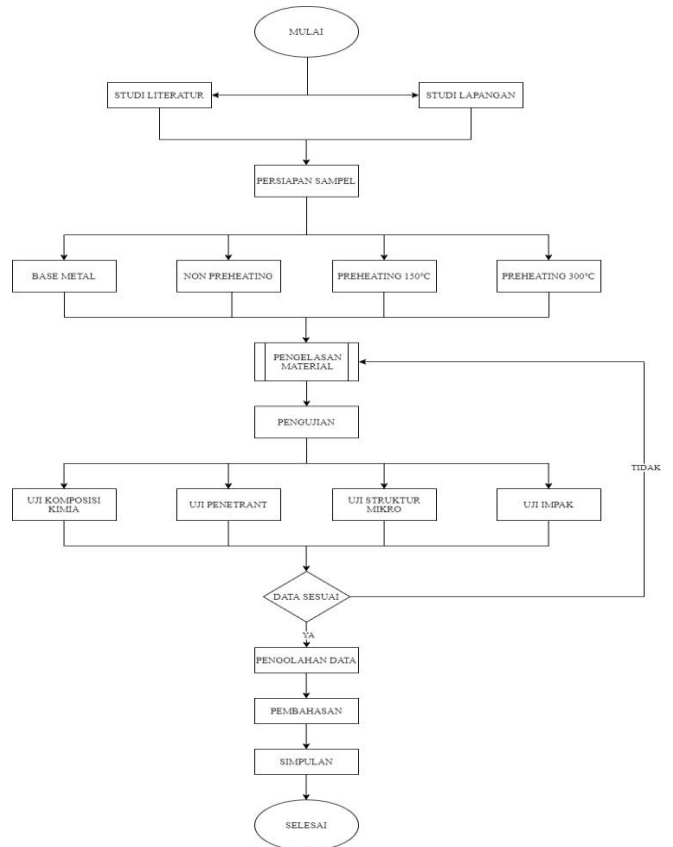 MULAI
STUDI LITERATUR
STUDI LAPANGAN
PERSIAPAN SAMPEL
BASE METAL
NON PREHEATING
PREHEATING 150°C
PREHEATING 300°C
PENGELASAN
MATERIAL
PENGUJIAN
TIDAK
UJI KOMPOSISI
KIMIA
UJI PENETRANT
UJI STRUKTUR
MIKRO
UJI IMPAK
DATA SESUAI
YA
PENGOLAHAN DATA
PEMBAHASAN
SIMPULAN
SELESAI